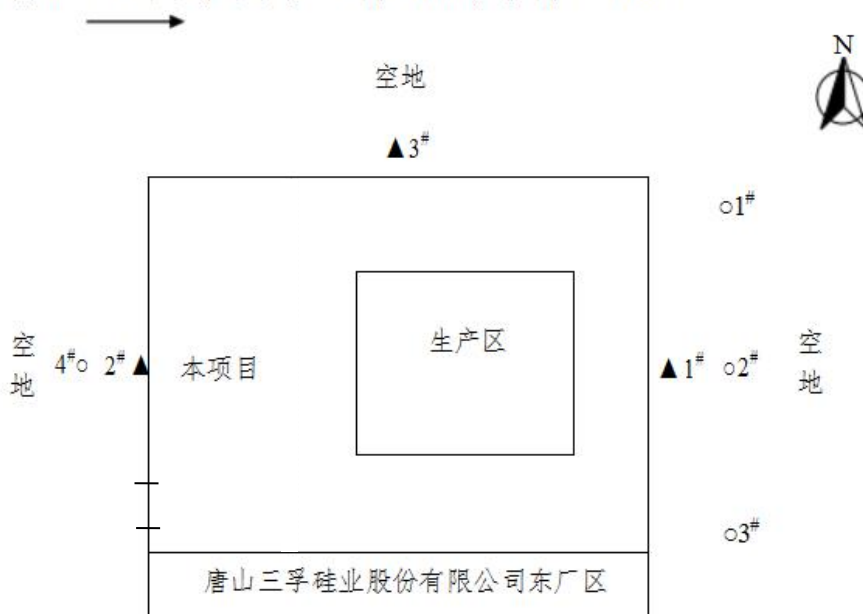 N
空地
▲3#
○1#
生产区
空地
4#○ 2#▲
本项目
▲1# ○2#
空地
○3#
唐山三孚硅业股份有限公司东厂区